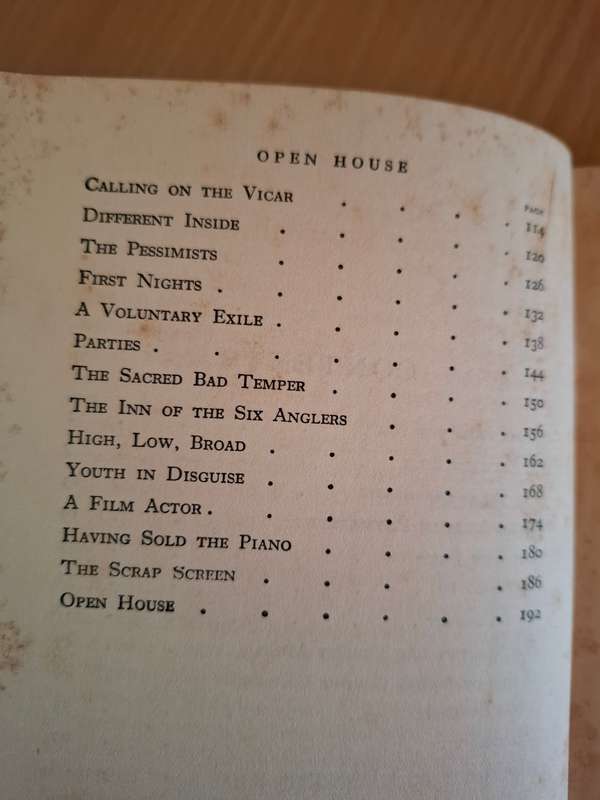 OPEN HOUSE
PAGE
CALLING ON THE VICAR . . . . 114
DIFFERENT INSIDE . . . . . 120
THE PESSIMISTS . . . . . 126
FIRST NIGHTS . . . . . . 132
A VOLUNTARY EXILE . . . . . 138
PARTIES . . . . . . . 144
THE SACRED BAD TEMPER . . . . 150
THE INN OF THE SIX ANGLERS . . . 156
HIGH, LOW, BROAD . . . . . 162
YOUTH IN DISGUISE . . . . . 168
A FILM ACTOR . . . . . . 174
HAVING SOLD THE PIANO . . . . 180
THE SCRAP SCREEN . . . . 186
OPEN HOUSE . . . . . . 192